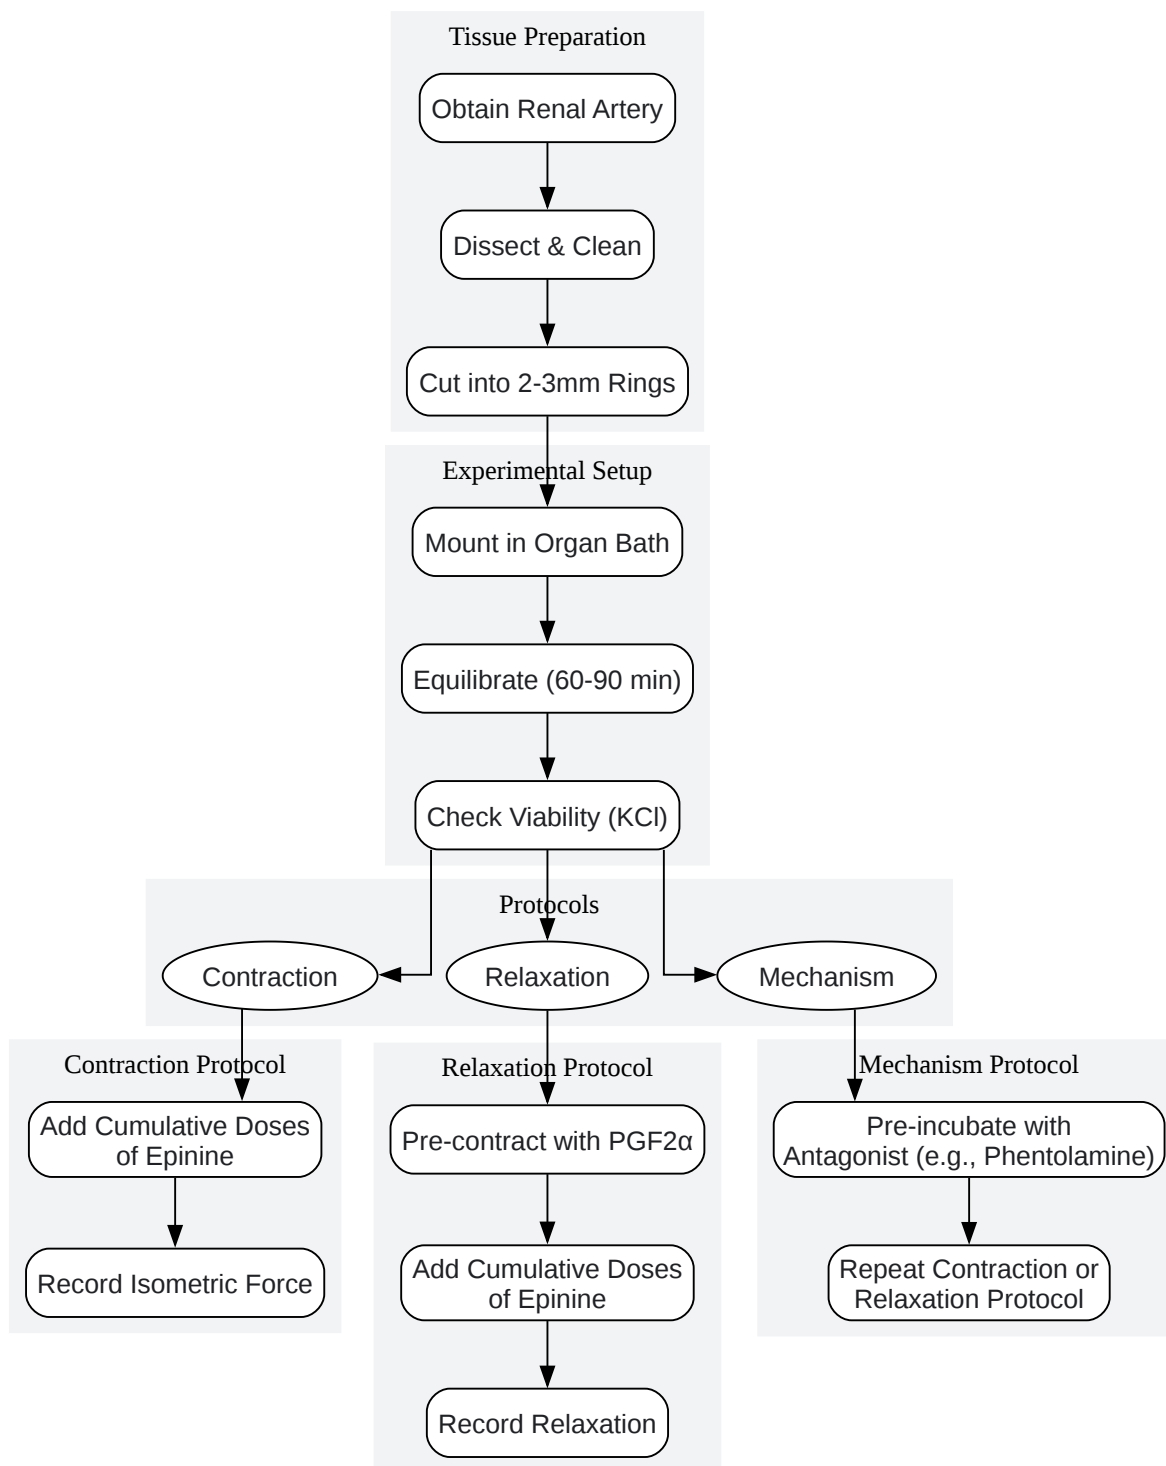 Tissue Preparation
Obtain Renal Artery
Dissect & Clean
Cut into 2-3mm Rings
Experimental Setup
Mount in Organ Bath
Equilibrate (60-90 min)
Check Viability (KCl)
Protocols
Contraction
Relaxation
Mechanism
Contraction Protocol
Add Cumulative Doses
of Epinine
Record Isometric Force
Relaxation Protocol
Pre-contract with PGF2α
Add Cumulative Doses
of Epinine
Record Relaxation
Mechanism Protocol
Pre-incubate with
Antagonist (e.g., Phentolamine)
Repeat Contraction or
Relaxation Protocol